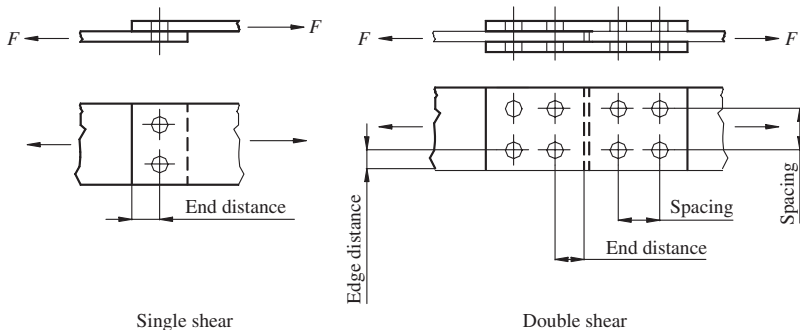 F
F
F
F
End distance
Edge distance
Spacing
End distance
Spacing
Single shear
Double shear